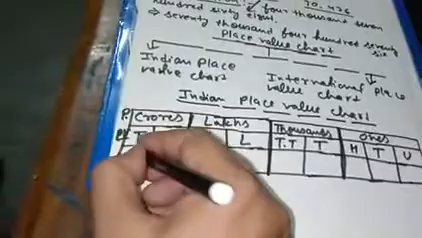 hundred sixty eight. / four thousand seven
⇒ seventy thousand four hundred seventy
six
Place value chart
Indian Place value chart
International Place value chart
Indian place value chart
P Crores Lakhs Thousands Ones
L T.T T H T U